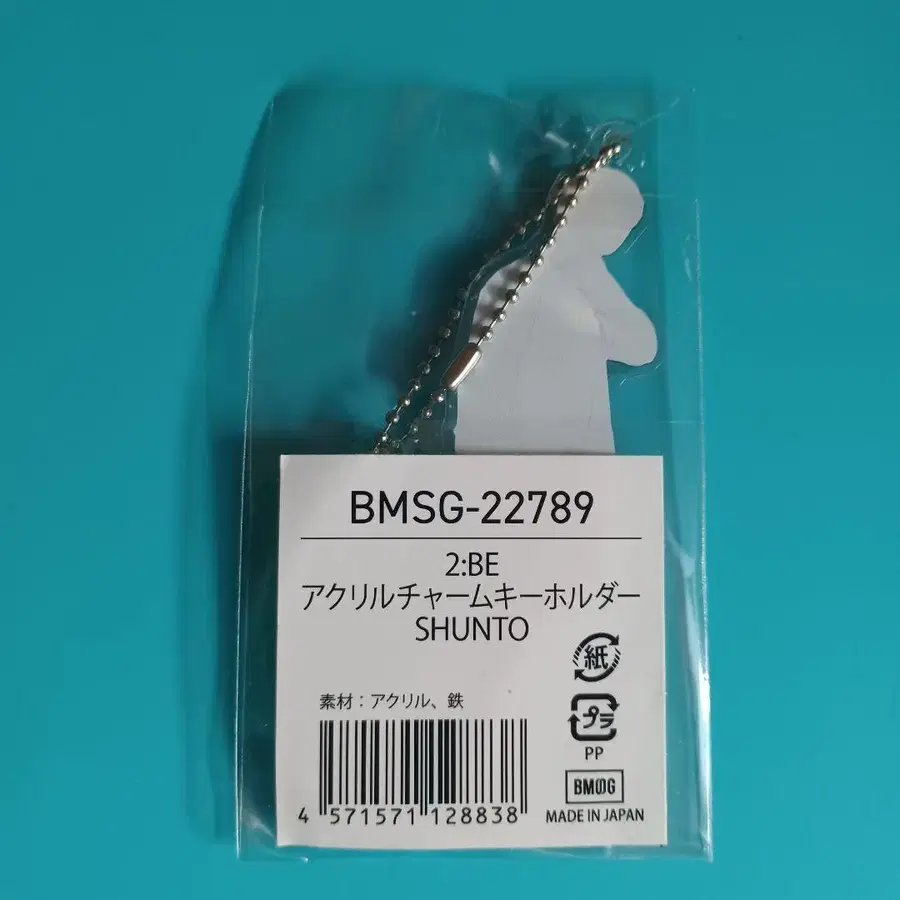 BMSG-22789
2:BE
アクリルチャームキーホルダー
SHUNTO
紙
素材：アクリル、鉄
プラ
PP
BMSG
4 571571 128838
MADE IN JAPAN